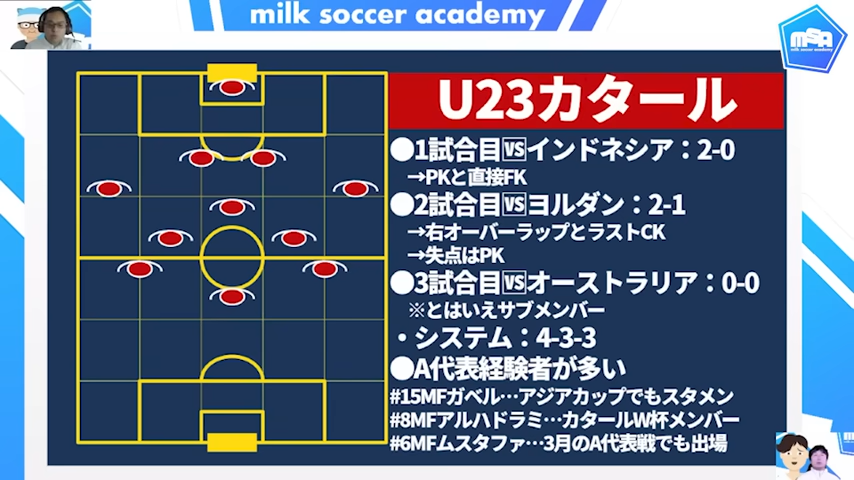 milk soccer academy
MSA
milk soccer academy
U23カタール
●1試合目🆚インドネシア：2-0
→PKと直接FK
●2試合目🆚ヨルダン：2-1
→右オーバーラップとラストCK
→失点はPK
●3試合目🆚オーストラリア：0-0
※とはいえサブメンバー
・システム：4-3-3
●A代表経験者が多い
#15MFガベル…アジアカップでもスタメン
#8MFアルハドラミ…カタールW杯メンバー
#6MFムスタファ…3月のA代表戦でも出場